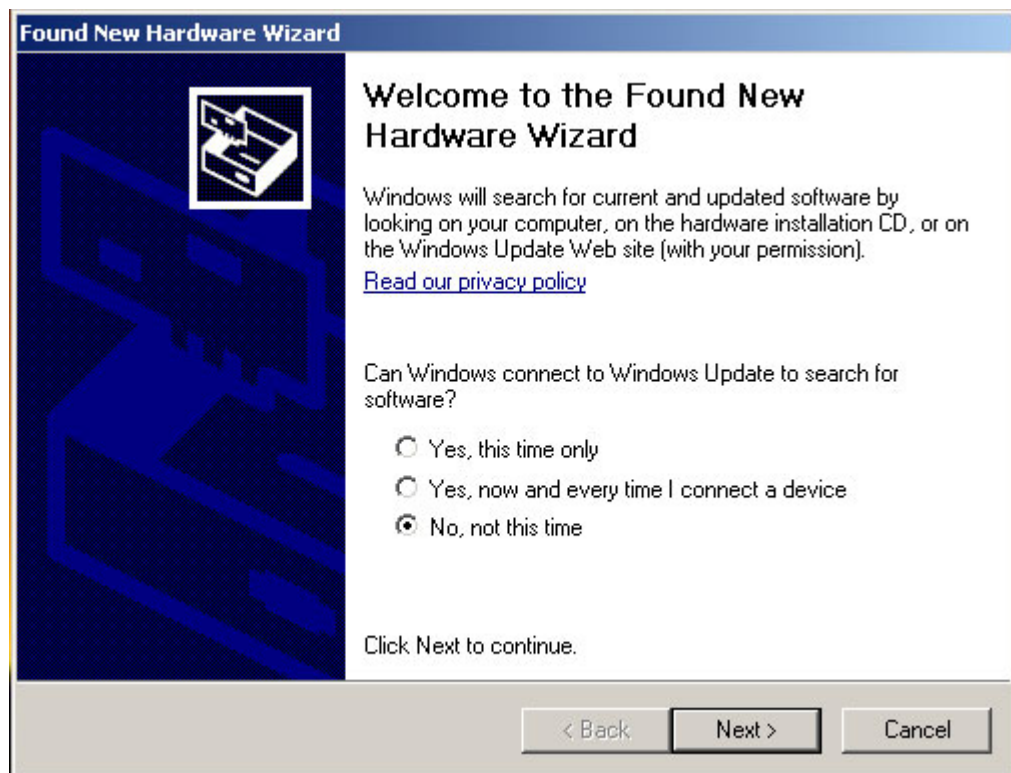 Found New Hardware Wizard
Welcome to the Found New
Hardware Wizard
Windows will search for current and updated software by
looking on your computer, on the hardware installation CD, or on
the Windows Update Web site (with your permission).
Read our privacy policy
Can Windows connect to Windows Update to search for
software?
Yes, this time only
Yes, now and every time I connect a device
No, not this time
Click Next to continue.
< Back
Next >
Cancel